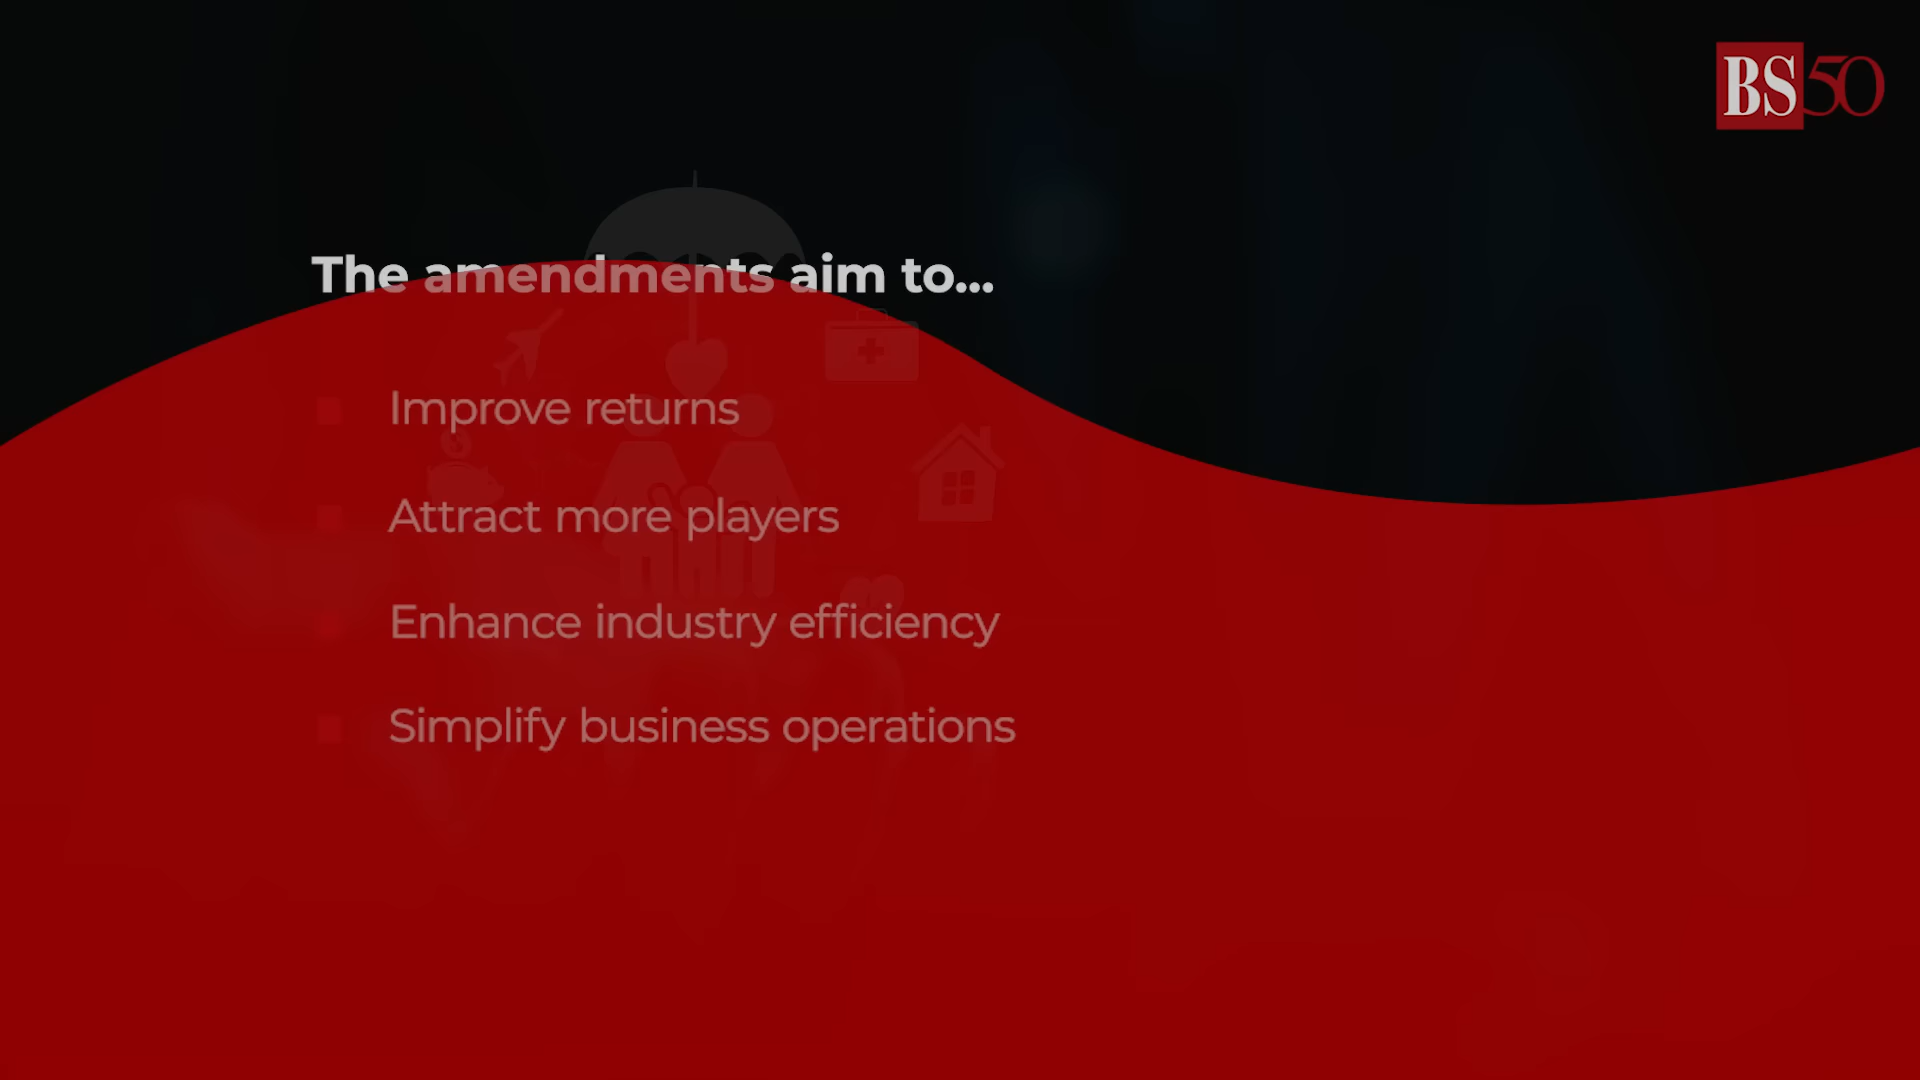 BS50
The amendments aim to...
Improve returns
Attract more players
Enhance industry efficiency
Simplify business operations